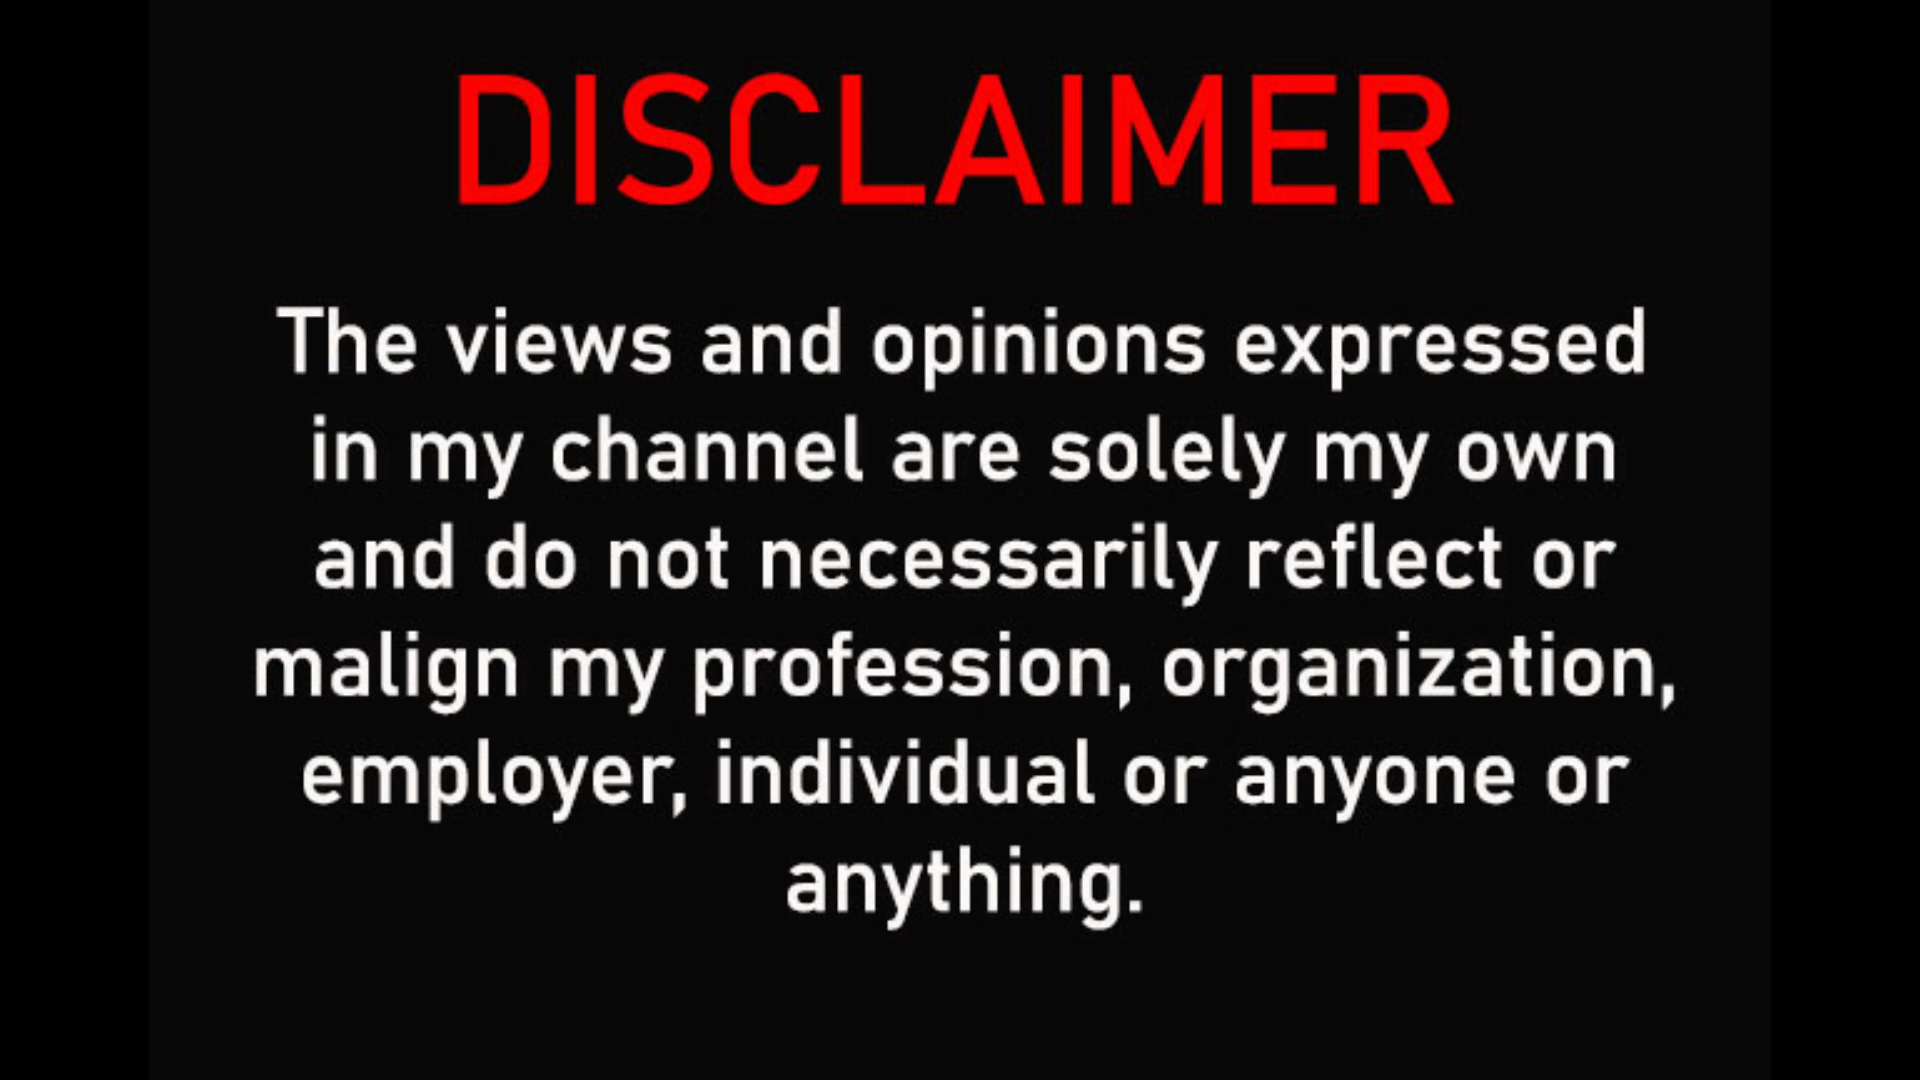 DISCLAIMER
The views and opinions expressed
in my channel are solely my own
and do not necessarily reflect or
malign my profession, organization,
employer, individual or anyone or
anything.